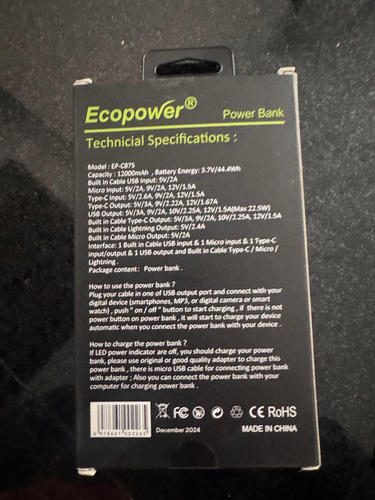 Ecopower®
Power Bank
Technicial Specifications :
Model : EP-C875
Capacity : 12000mAh , Battery Energy: 3.7V/44.4Wh
Built in Cable USB Input: 5V/2A
Micro Input: 5V/2A, 9V/2A, 12V/1.5A
Type-C Input: 5V/2.6A, 9V/2A, 12V/1.5A
Type-C Output: 5V/3A, 9V/2.22A, 12V/1.67A
USB Output: 5V/3A, 9V/2A, 10V/2.25A, 12V/1.5A(Max 22.5W)
Built in Cable Type-C Output: 5V/3A, 9V/2A, 10V/2.25A, 12V/1.5A
Built in Cable Lightning Output: 5V/2.4A
Built in Cable Micro Output: 5V/2A
Interface: 1 Built in Cable USB input & 1 Micro input & 1 Type-C
input/output & 1 USB output and Built in Cable Type-C / Micro /
Lightning .
Package content : Power bank .
How to use the power bank ?
Plug your cable in one of USB output port and connect with your
digital device (smartphones, MP3, or digital camera or smart
watch) , push " on / off " button to start charging , if there is not
power button on power bank , it will start to charge your device
automatic when you connect the power bank with your device .
How to charge the power bank ?
If LED power indicator are off, you should charge your power
bank, please use original or good quality adapter to charge this
power bank , there is micro USB cable for connecting power bank
with adapter ; Also you can connect the power bank with your
computer for charging power bank .
FC CE RoHS
December 2024
MADE IN CHINA